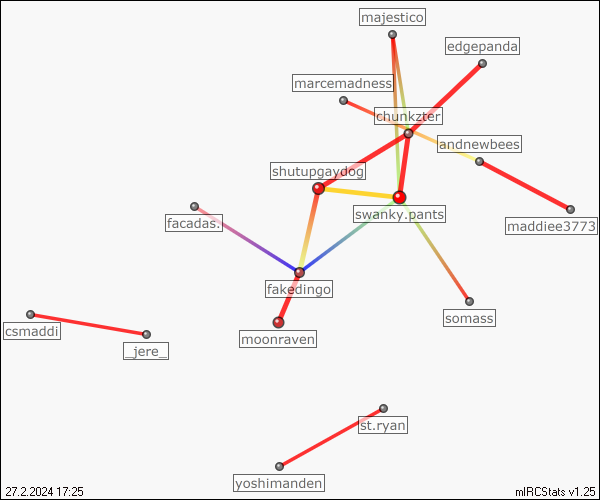 majestico
edgepanda
marcemadness
chunkzter
andnewbees
shutupgaydog
swanky.pants
maddiee3773
facadas.
fakedingo
somass
csmaddi
moonraven
_jere_
st.ryan
yoshimanden
27.2.2024 17:25
mIRCStats v1.25